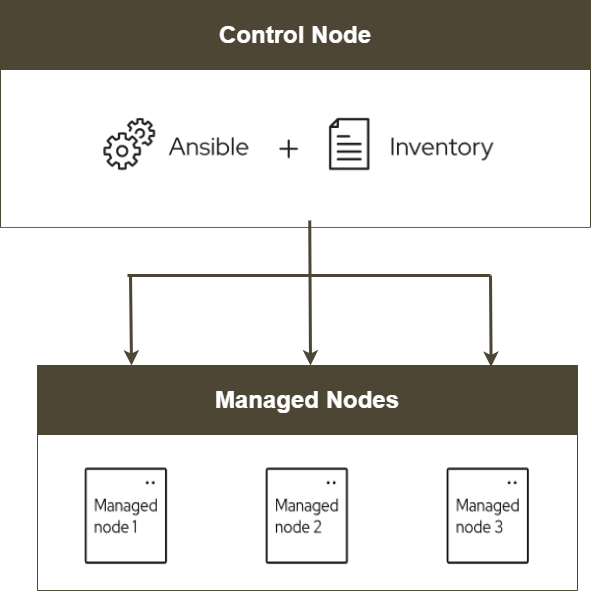 Control Node
Ansible + Inventory
Managed Nodes
Managed
node 1
Managed
node 2
Managed
node 3